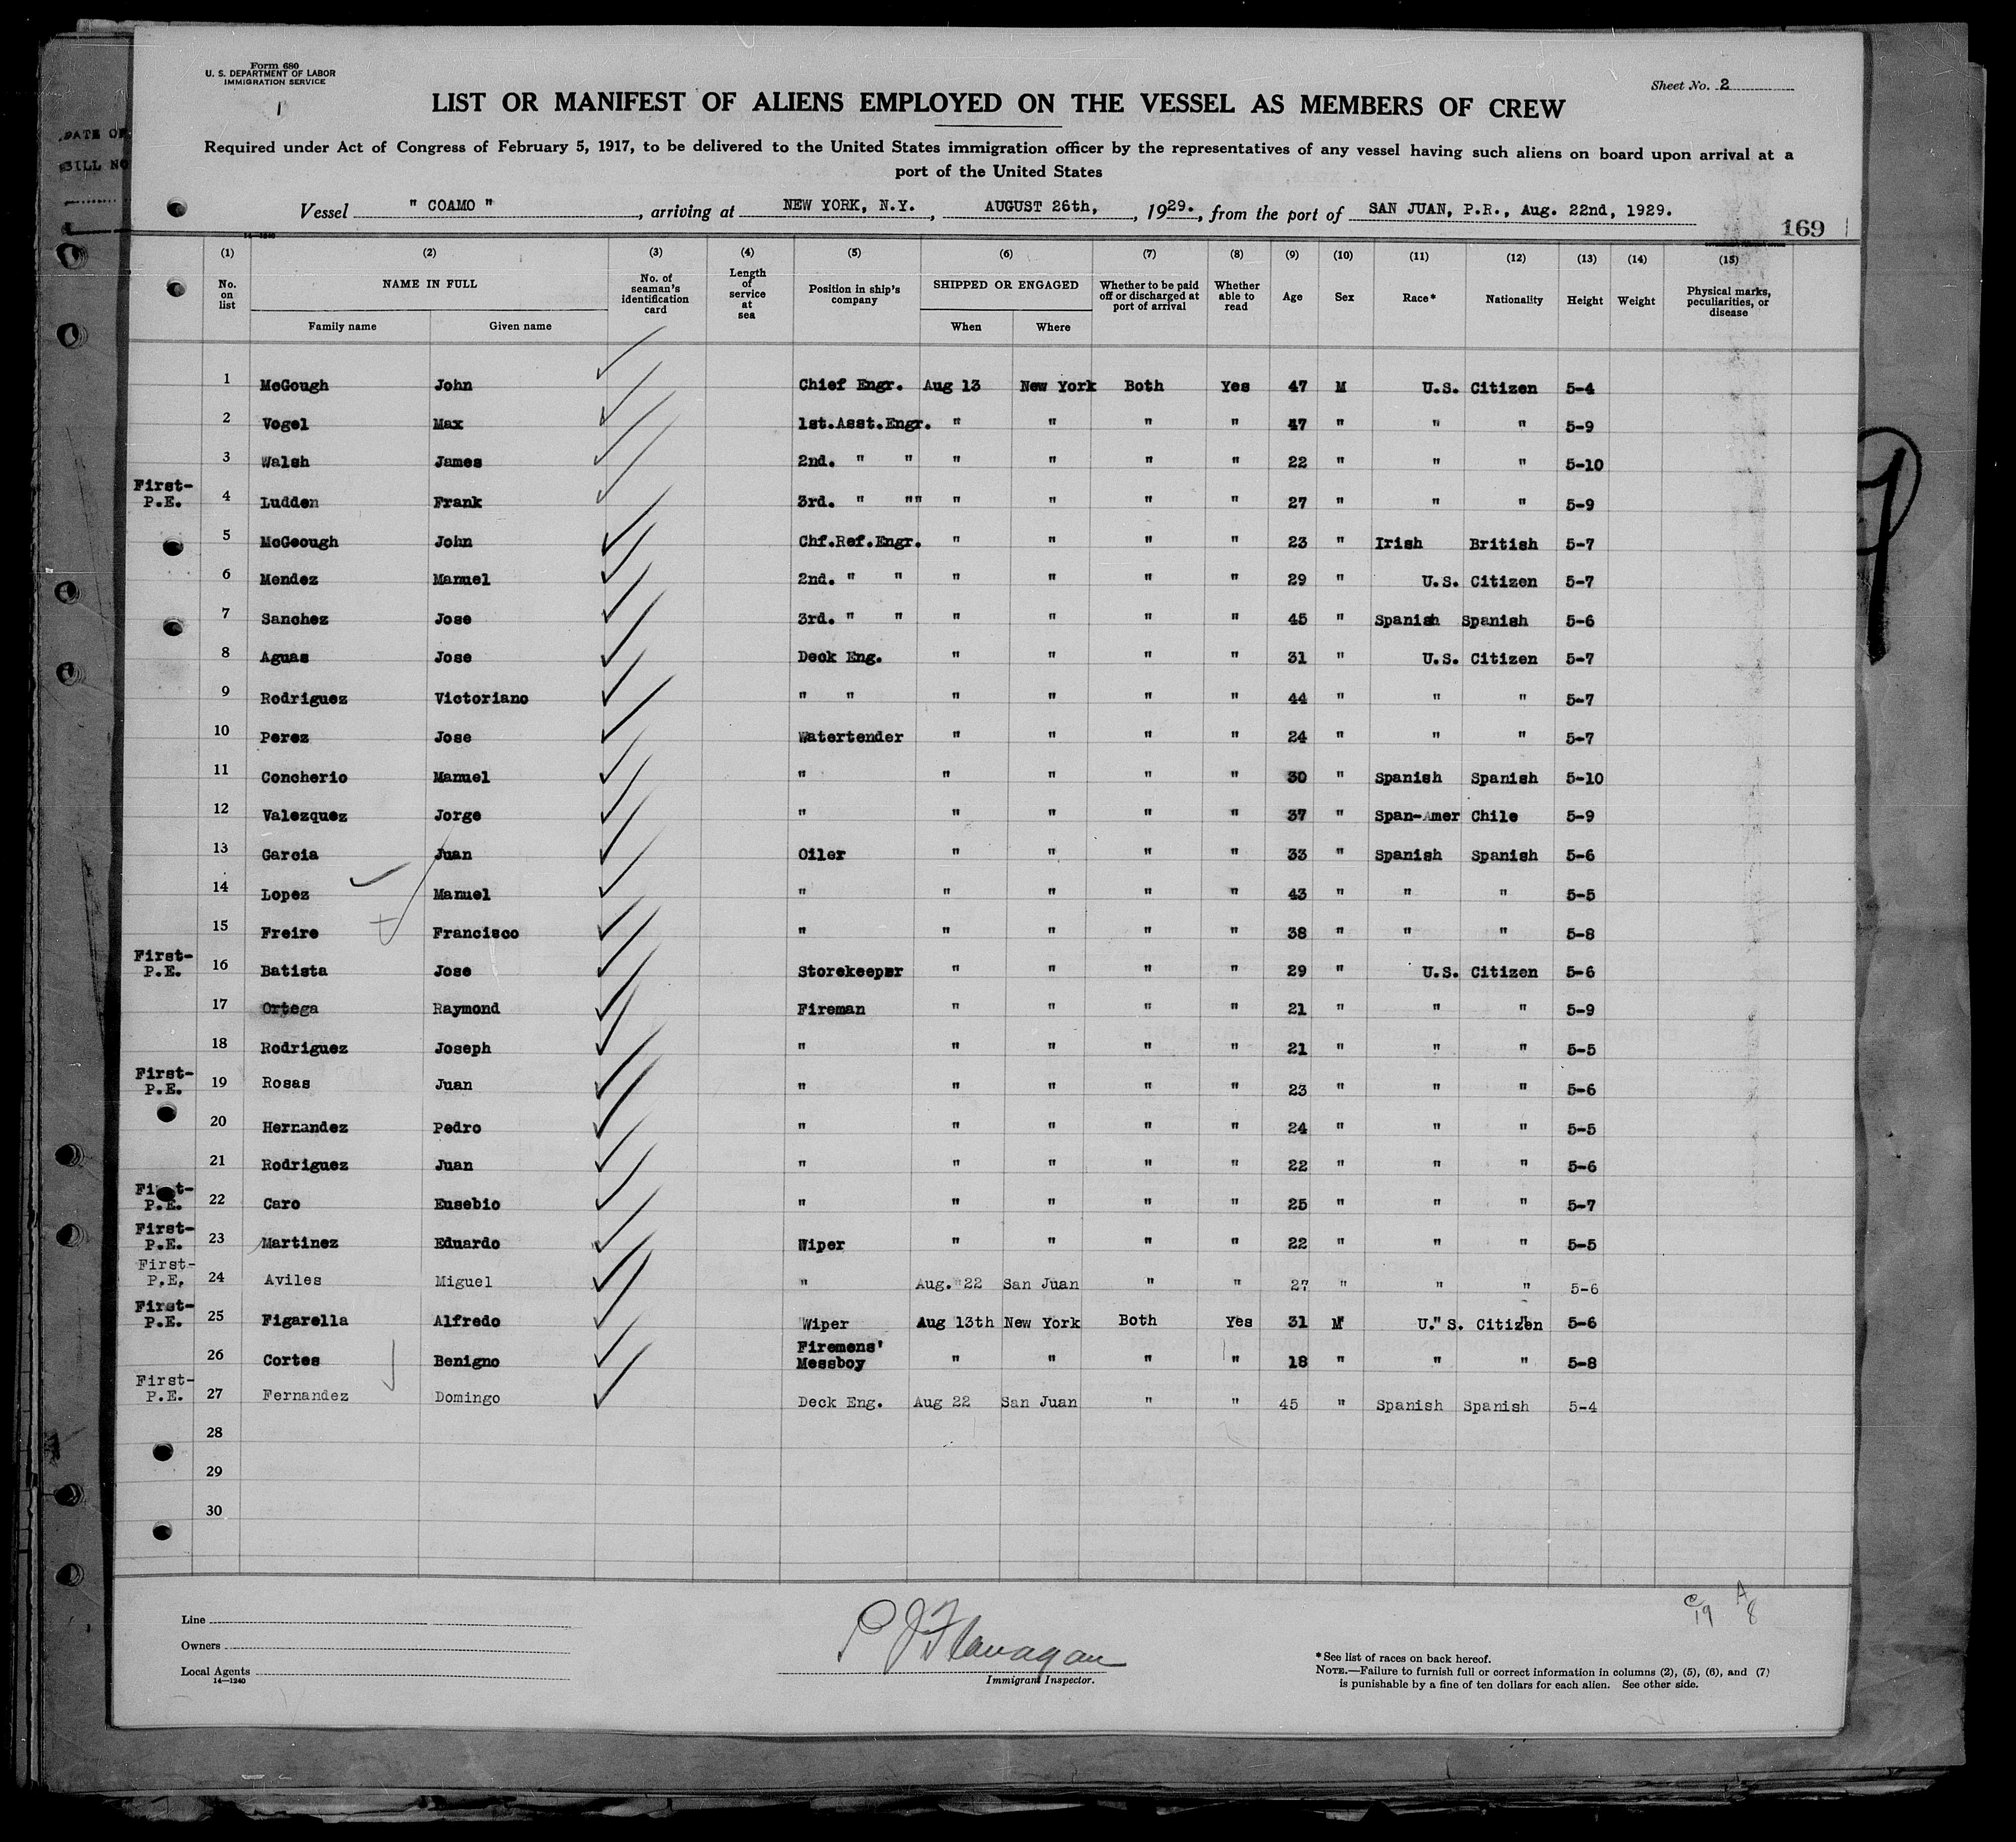 Form 680
U. S. DEPARTMENT OF LABOR
IMMIGRATION SERVICE
1
Sheet No. 2
LIST OR MANIFEST OF ALIENS EMPLOYED ON THE VESSEL AS MEMBERS OF CREW
Required under Act of Congress of February 5, 1917, to be delivered to the United States immigration officer by the representatives of any vessel having such aliens on board upon arrival at a
port of the United States
DATE OF
BILL NO
Vessel " COAMO ", arriving at NEW YORK, N.Y., AUGUST 26th, , 1929. , from the port of SAN JUAN, P.R., Aug. 22nd, 1929.
169
14—1240
(1) (2) (3) (4) (5) (6) (7) (8) (9) (10) (11) (12) (13) (14) (15)
No. on list NAME IN FULL Family name Given name No. of seaman's identification card Length of service at sea Position in ship's company SHIPPED OR ENGAGED When Where Whether to be paid off or discharged at port of arrival Whether able to read Age Sex Race* Nationality Height Weight Physical marks, peculiarities, or disease
1 McGough John Chief Engr. Aug 13 New York Both Yes 47 M U.S. Citizen 5-4
2 Vogel Max 1st.Asst.Engr. " " " " 47 " " " 5-9
3 Walsh James 2nd. " " " " " " 22 " " " 5-10
First-P.E. 4 Ludden Frank 3rd. " "" " " " " 27 " " " 5-9
5 McGeough John Chf.Ref.Engr. " " " " 23 " Irish British 5-7
6 Mendez Manuel 2nd. " " " " " " 29 " U.S. Citizen 5-7
7 Sanchez Jose 3rd. " " " " " " 45 " Spanish Spanish 5-6
8 Aguas Jose Deck Eng. " " " " 31 " U.S. Citizen 5-7
9 Rodriguez Victoriano " " " " " " 44 " " " 5-7
10 Perez Jose Watertender " " " " 24 " " " 5-7
11 Concherio Manuel " " " " " 30 " Spanish Spanish 5-10
12 Valezquez Jorge " " " " " 37 " Span-Amer Chile 5-9
13 Garcia Juan Oiler " " " " 33 " Spanish Spanish 5-6
14 Lopez Manuel " " " " " 43 " " " 5-5
15 Freire Francisco " " " " " 38 " " " 5-8
First-P.E. 16 Batista Jose Storekeeper " " " " 29 " U.S. Citizen 5-6
17 Ortega Raymond Fireman " " " " 21 " " " 5-9
18 Rodriguez Joseph " " " " " 21 " " " 5-5
First-P.E. 19 Rosas Juan " " " " " 23 " " " 5-6
20 Hernandez Pedro " " " " " 24 " " " 5-5
21 Rodriguez Juan " " " " " 22 " " " 5-6
First-P.E. 22 Caro Eusebio " " " " " 25 " " " 5-7
First-P.E. 23 Martinez Eduardo Wiper " " " " 22 " " " 5-5
First-P.E. 24 Aviles Miguel " Aug. 22 San Juan " " 27 " " " 5-6
First-P.E. 25 Figarella Alfredo Wiper Aug 13th New York Both Yes 31 M U.S. Citizen 5-6
26 Cortes Benigno Firemens' Messboy " " " " 18 " " " 5-8
First-P.E. 27 Fernandez Domingo Deck Eng. Aug 22 San Juan " " 45 " Spanish Spanish 5-4
28
29
30
C 19 A 8
Line
Owners
Local Agents
14—1240
P J Flanagan
Immigrant Inspector.
*See list of races on back hereof.
NOTE.—Failure to furnish full or correct information in columns (2), (5), (6), and (7)
is punishable by a fine of ten dollars for each alien. See other side.